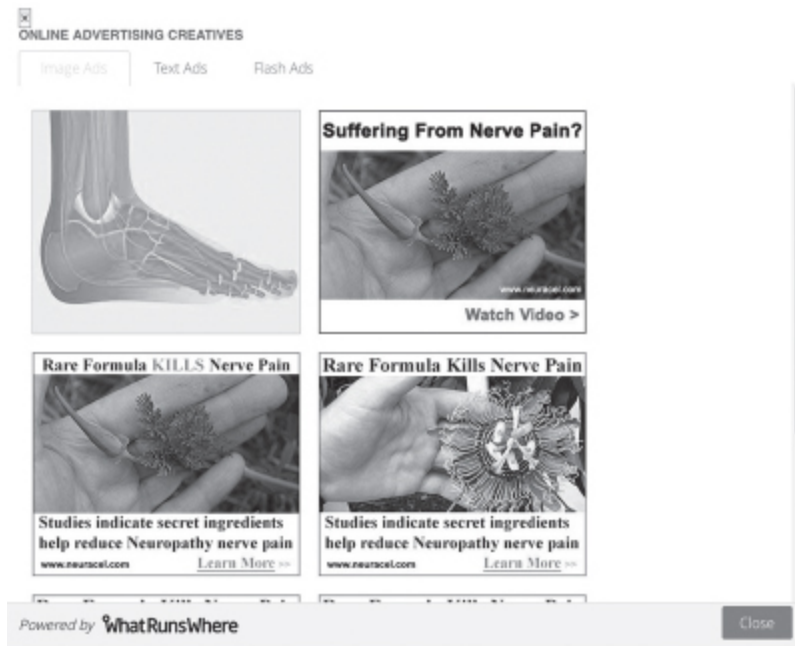 ONLINE ADVERTISING CREATIVES
Image Ads Text Ads Flash Ads
Suffering From Nerve Pain?
www.neuracel.com
Watch Video >
Rare Formula KILLS Nerve Pain
Studies indicate secret ingredients
help reduce Neuropathy nerve pain
www.neuracel.com Learn More >>
Rare Formula Kills Nerve Pain
Studies indicate secret ingredients
help reduce Neuropathy nerve pain
www.neuracel.com Learn More >>
Powered by WhatRunsWhere
Close